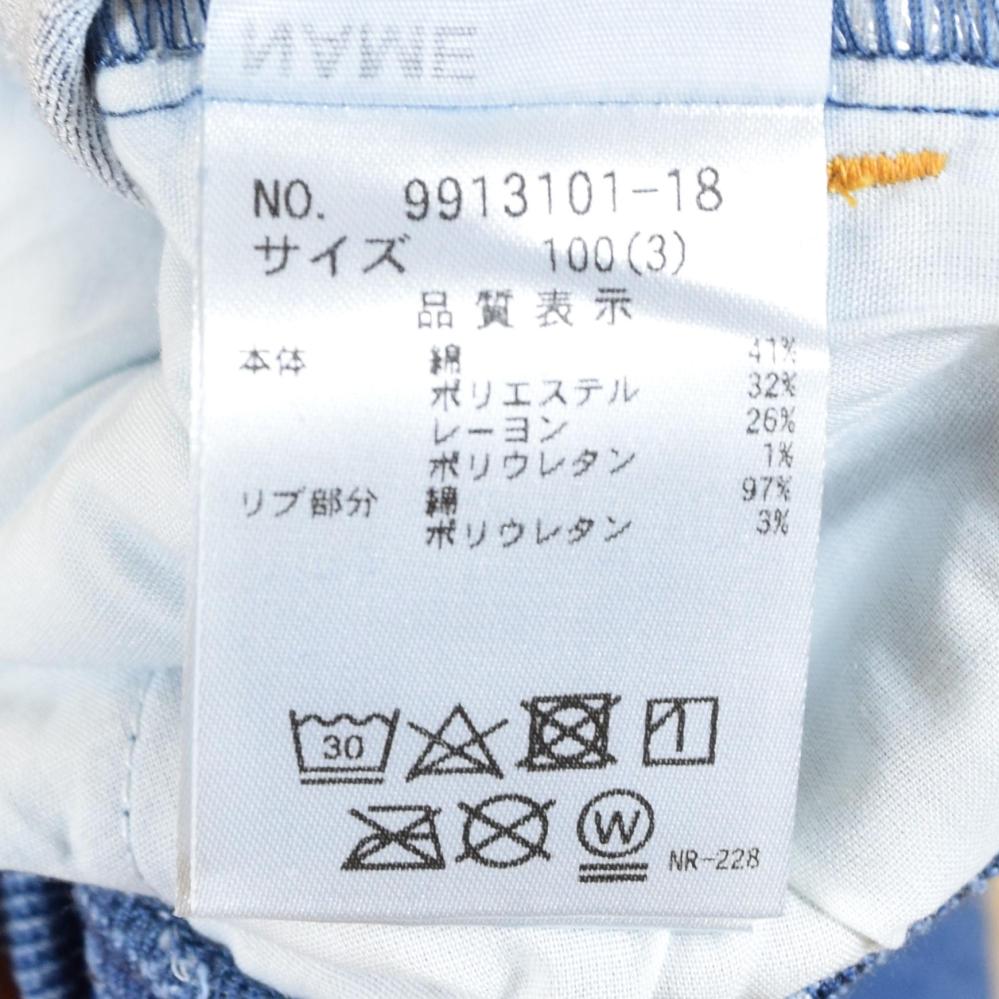 NAME
NO. 9913101-18
サイズ 100(3)
品質表示
本体 綿 41%
ポリエステル 32%
レーヨン 26%
ポリウレタン 1%
リブ部分 綿 97%
ポリウレタン 3%
30
W NR-228